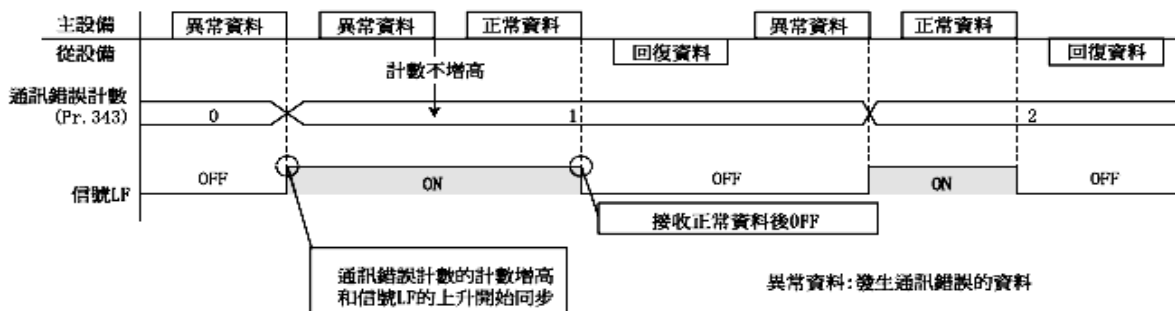 主設備
異常資料
異常資料
正常資料
異常資料
正常資料
從設備
回復資料
回復資料
計數不增高
通訊錯誤計數
(Pr.343)
0
1
2
信號LF
OFF
ON
OFF
ON
OFF
接收正常資料後OFF
通訊錯誤計數的計數增高
和信號LF的上升開始同步
異常資料:發生通訊錯誤的資料